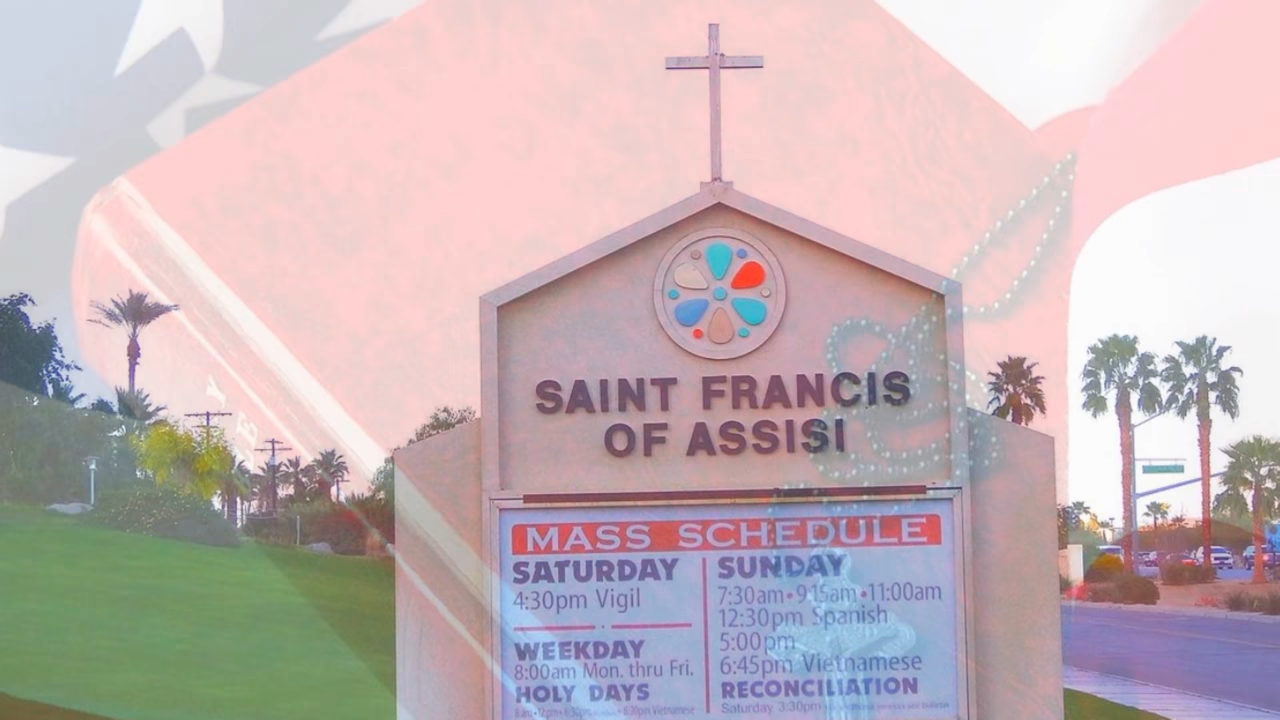 SAINT FRANCIS
OF ASSISI
MASS SCHEDULE
SATURDAY
4:30pm Vigil
WEEKDAY
8:00am Mon. thru Fri.
HOLY DAYS
SUNDAY
7:30am•9:15am•11:00am
12:30pm Spanish
5:00pm
6:45pm Vietnamese
RECONCILIATION
Saturday 3:30pm